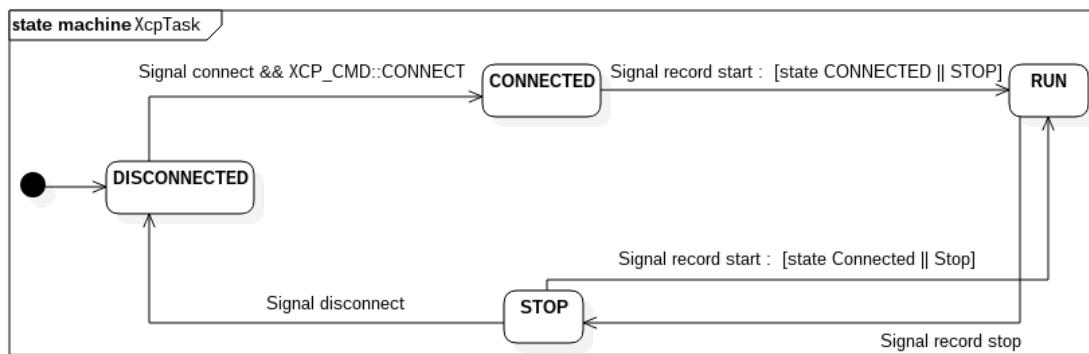 state machine XcpTask
Signal connect && XCP_CMD::CONNECT
CONNECTED
Signal record start : [state CONNECTED || STOP]
RUN
DISCONNECTED
Signal record start : [state Connected || Stop]
Signal disconnect
STOP
Signal record stop